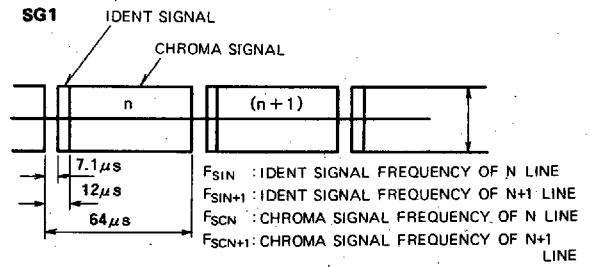 SG1
IDENT SIGNAL
CHROMA SIGNAL
n
(n+1)
7.1μs
12μs
64μs
FSIN : IDENT SIGNAL FREQUENCY OF N LINE
FSIN+1 : IDENT SIGNAL FREQUENCY OF N+1 LINE
FSCN : CHROMA SIGNAL FREQUENCY OF N LINE
FSCN+1 : CHROMA SIGNAL FREQUENCY OF N+1
LINE